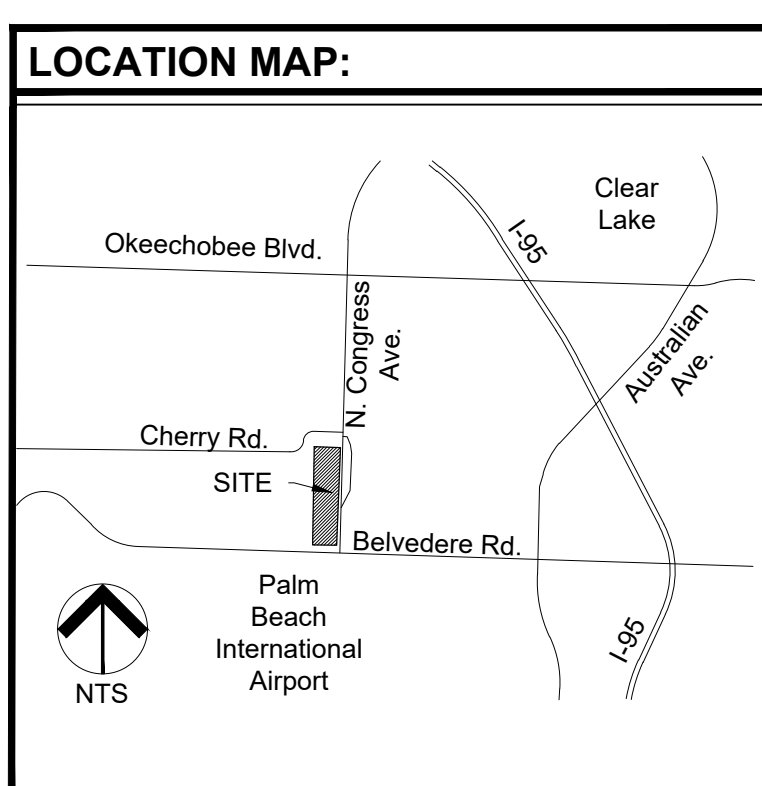 LOCATION MAP:
Clear
Lake
I-95
Okeechobee Blvd.
N. Congress
Ave.
Australian
Ave.
Cherry Rd.
SITE
Belvedere Rd.
Palm
Beach
International
Airport
I-95
NTS